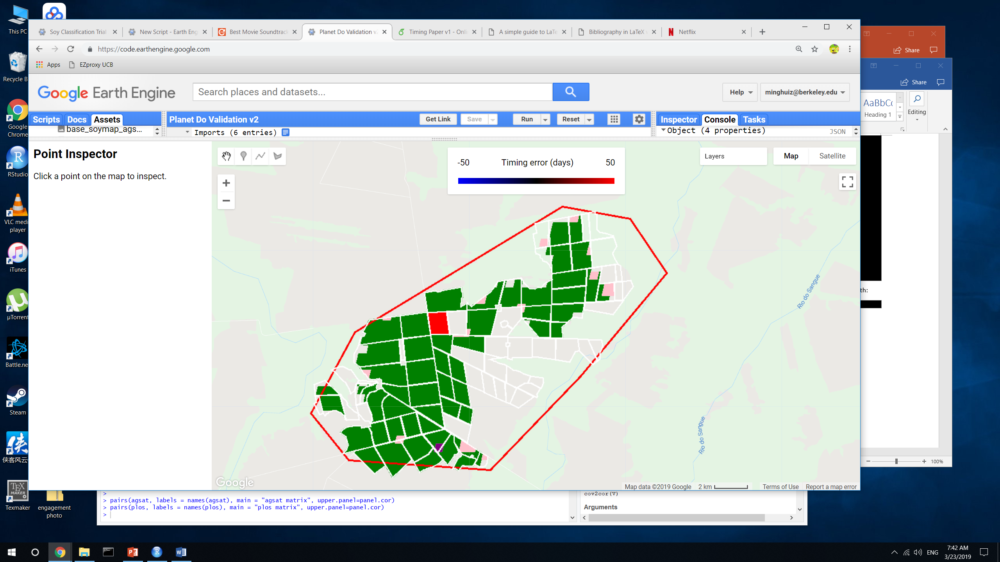 This PC
Recycle B
Google
Chrome
RStudio
VLC medi
player
iTunes
µTorrent
Battle.ne
Steam
侠客风云
TEX
MAKER
Texmaker
engagement
photo
Soy Classification Trial
New Script - Earth Eng
Best Movie Soundtrack
Planet Do Validation v2
Timing Paper v1 - Onli
A simple guide to LaTe
Bibliography in LaTeX
Netflix
https://code.earthengine.google.com
Apps
EZproxy UCB
Google Earth Engine
Search places and datasets...
Help
minghuiz@berkeley.edu
Scripts
Docs
Assets
base_soymap_ags...
Planet Do Validation v2
Get Link
Save
Run
Reset
Imports (6 entries)
Inspector
Console
Tasks
Object (4 properties)
JSON
Point Inspector
Click a point on the map to inspect.
-50 Timing error (days) 50
Layers
Map
Satellite
Rio do Sangue
Rio do Sangue
Google
Map data ©2019 Google
2 km
Terms of Use
Report a map error
Share
Share
AaBbCc
Heading 1
Editing
th:
100%
>
> pairs(agsat, labels = names(agsat), main = "agsat matrix", upper.panel=panel.cor)
> pairs(plos, labels = names(plos), main = "plos matrix", upper.panel=panel.cor)
>
cov2cor(V)
Arguments
ENG
7:42 AM
3/23/2019